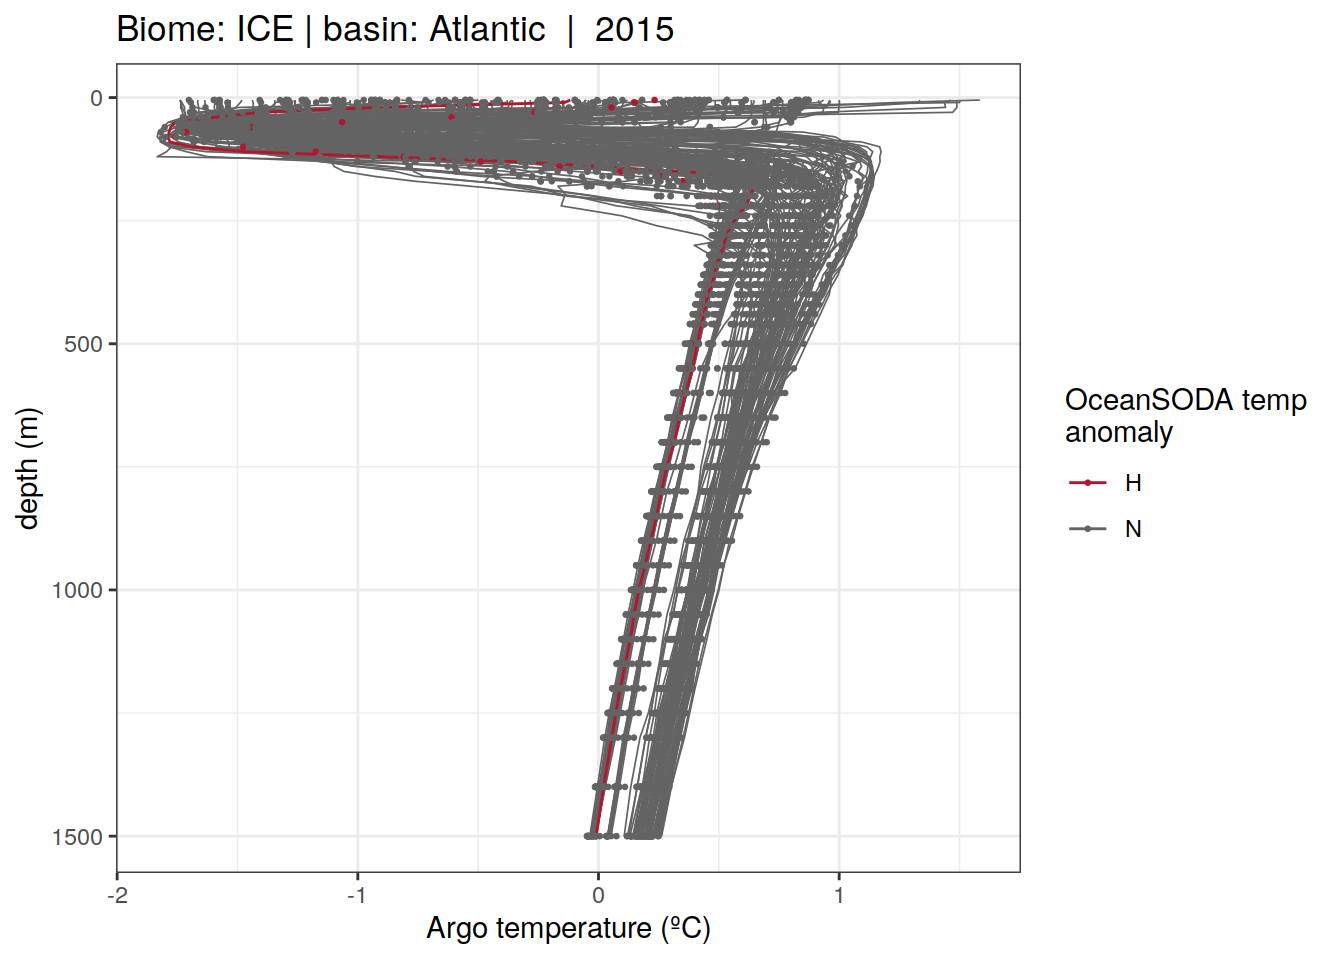 Biome: ICE | basin: Atlantic  |  2015
0
500
1000
1500
depth (m)
-2
-1
0
1
Argo temperature (ºC)
OceanSODA temp
anomaly
H
N